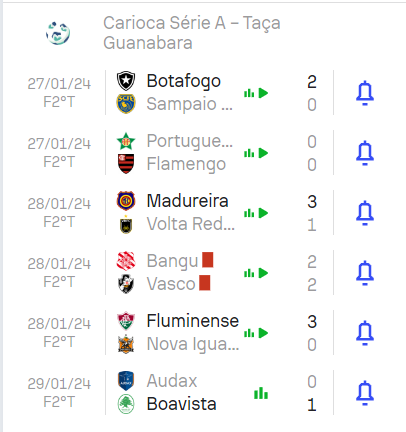 Carioca Série A – Taça
Guanabara
27/01/24
F2°T
Botafogo 2
Sampaio ... 0
27/01/24
F2°T
Portugue... 0
Flamengo 0
28/01/24
F2°T
Madureira 3
Volta Red... 1
28/01/24
F2°T
Bangu 2
Vasco 2
28/01/24
F2°T
Fluminense 3
Nova Igua... 0
29/01/24
F2°T
Audax 0
Boavista 1